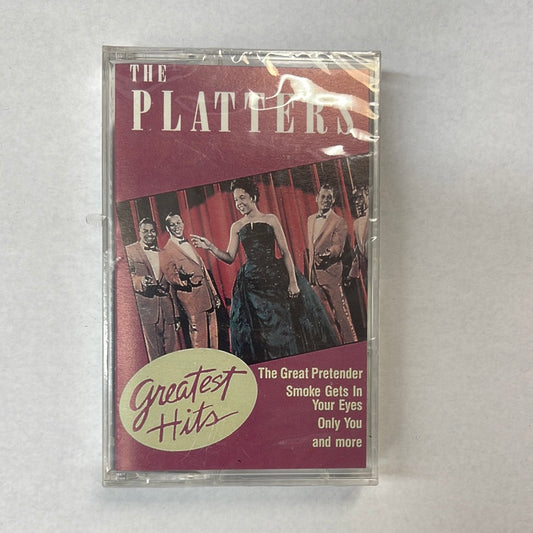 THE
PLATTERS
Greatest
Hits
The Great Pretender
Smoke Gets In
Your Eyes
Only You
and more